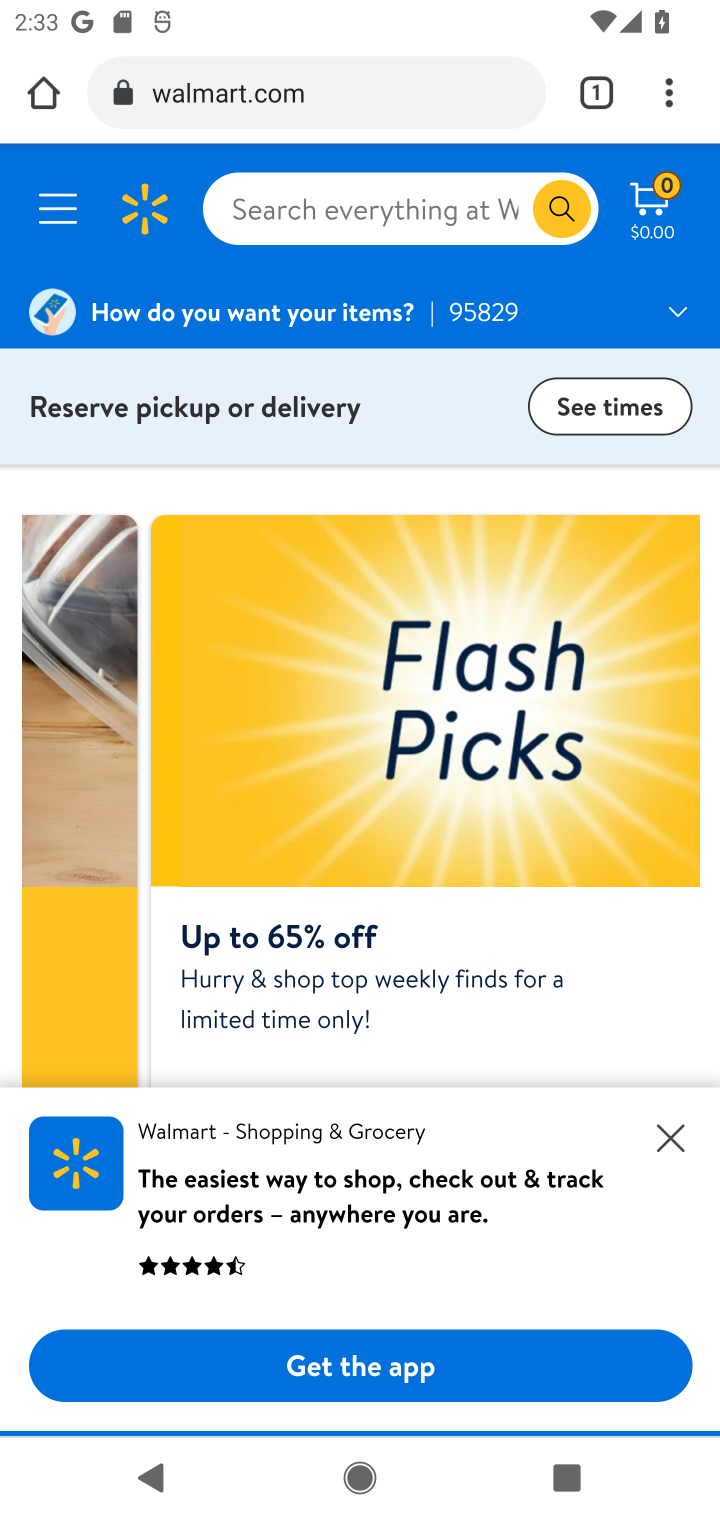 2:33
walmart.com
1
Search everything at W
0
$0.00
How do you want your items? | 95829
Reserve pickup or delivery
See times
Flash
Picks
Up to 65% off
Hurry & shop top weekly finds for a
limited time only!
Walmart - Shopping & Grocery
The easiest way to shop, check out & track
your orders – anywhere you are.
Get the app